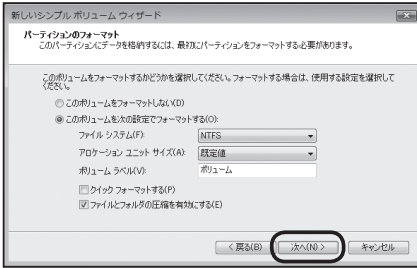 新しいシンプル ボリューム ウィザード
パーティションのフォーマット
このパーティションにデータを格納するには、最初にパーティションをフォーマットする必要があります。
このボリュームをフォーマットするかどうかを選択してください。フォーマットする場合は、使用する設定を選択して
ください。
このボリュームをフォーマットしない(D)
このボリュームを次の設定でフォーマットする(O):
ファイル システム(F): NTFS
アロケーション ユニット サイズ(A): 既定値
ボリューム ラベル(V): ボリューム
クイック フォーマットする(P)
ファイルとフォルダの圧縮を有効にする(E)
< 戻る(B) 次へ(N) > キャンセル